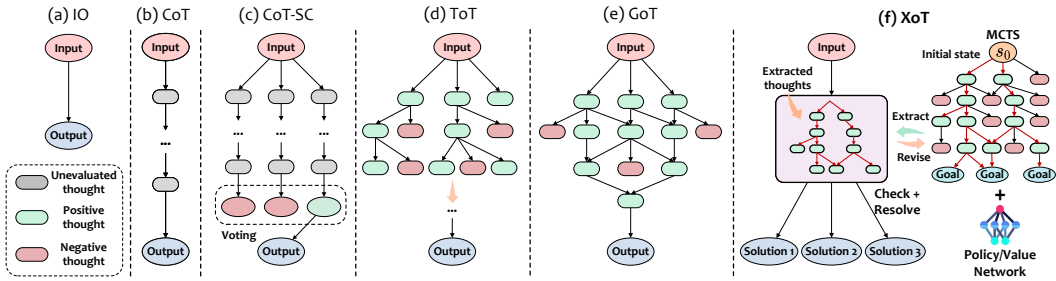 (a) IO
Input
Output
Unevaluated
thought
Positive
thought
Negative
thought
(b) CoT
Input
...
Output
(c) CoT-SC
Input
... ... ...
Voting
Output
(d) ToT
Input
...
Output
(e) GoT
Input
Output
(f) XoT
Input
Extracted
thoughts
Check +
Resolve
Solution 1
Solution 2
Solution 3
MCTS
Initial state
s0
Extract
Revise
Goal Goal Goal
+
Policy/Value
Network